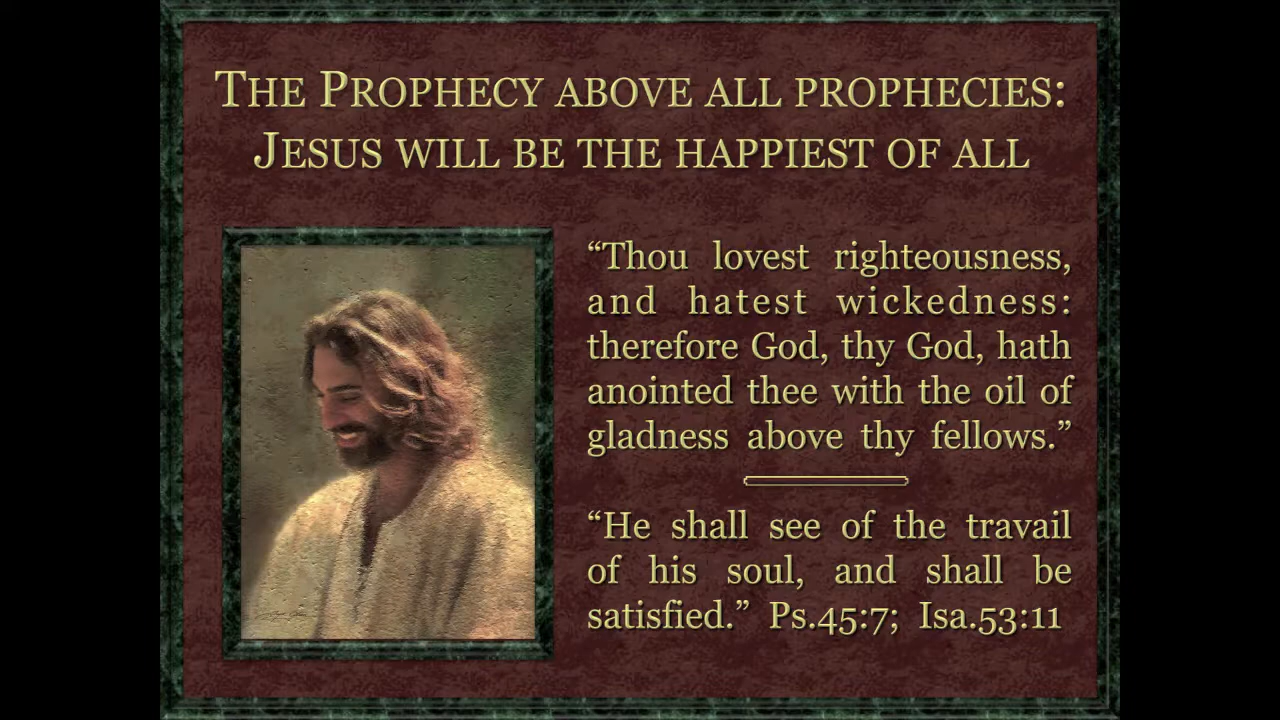 THE PROPHECY ABOVE ALL PROPHECIES:
JESUS WILL BE THE HAPPIEST OF ALL
“Thou lovest righteousness,
and hatest wickedness:
therefore God, thy God, hath
anointed thee with the oil of
gladness above thy fellows.”
“He shall see of the travail
of his soul, and shall be
satisfied.” Ps.45:7; Isa.53:11